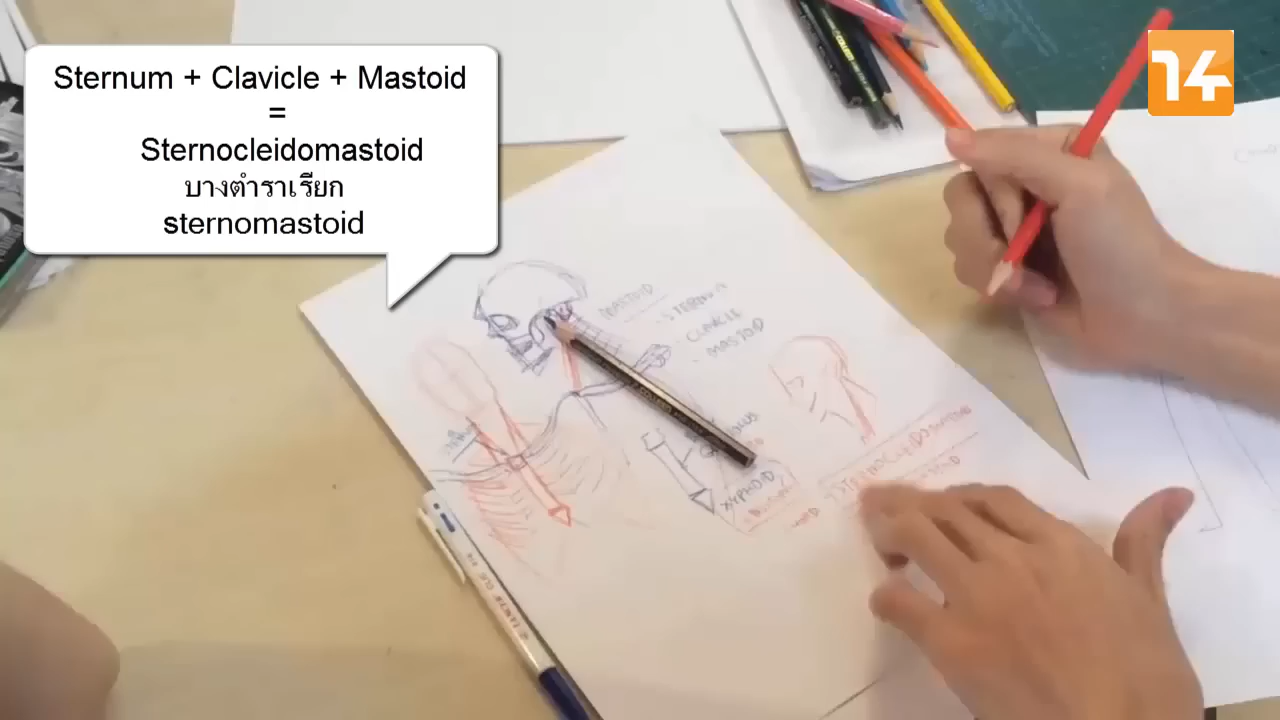 Sternum + Clavicle + Mastoid
=
Sternocleidomastoid
บางตำราเรียก
sternomastoid
14
MASTOID
STERNUM
CLAVICLE
MASTOID
XYPHOID